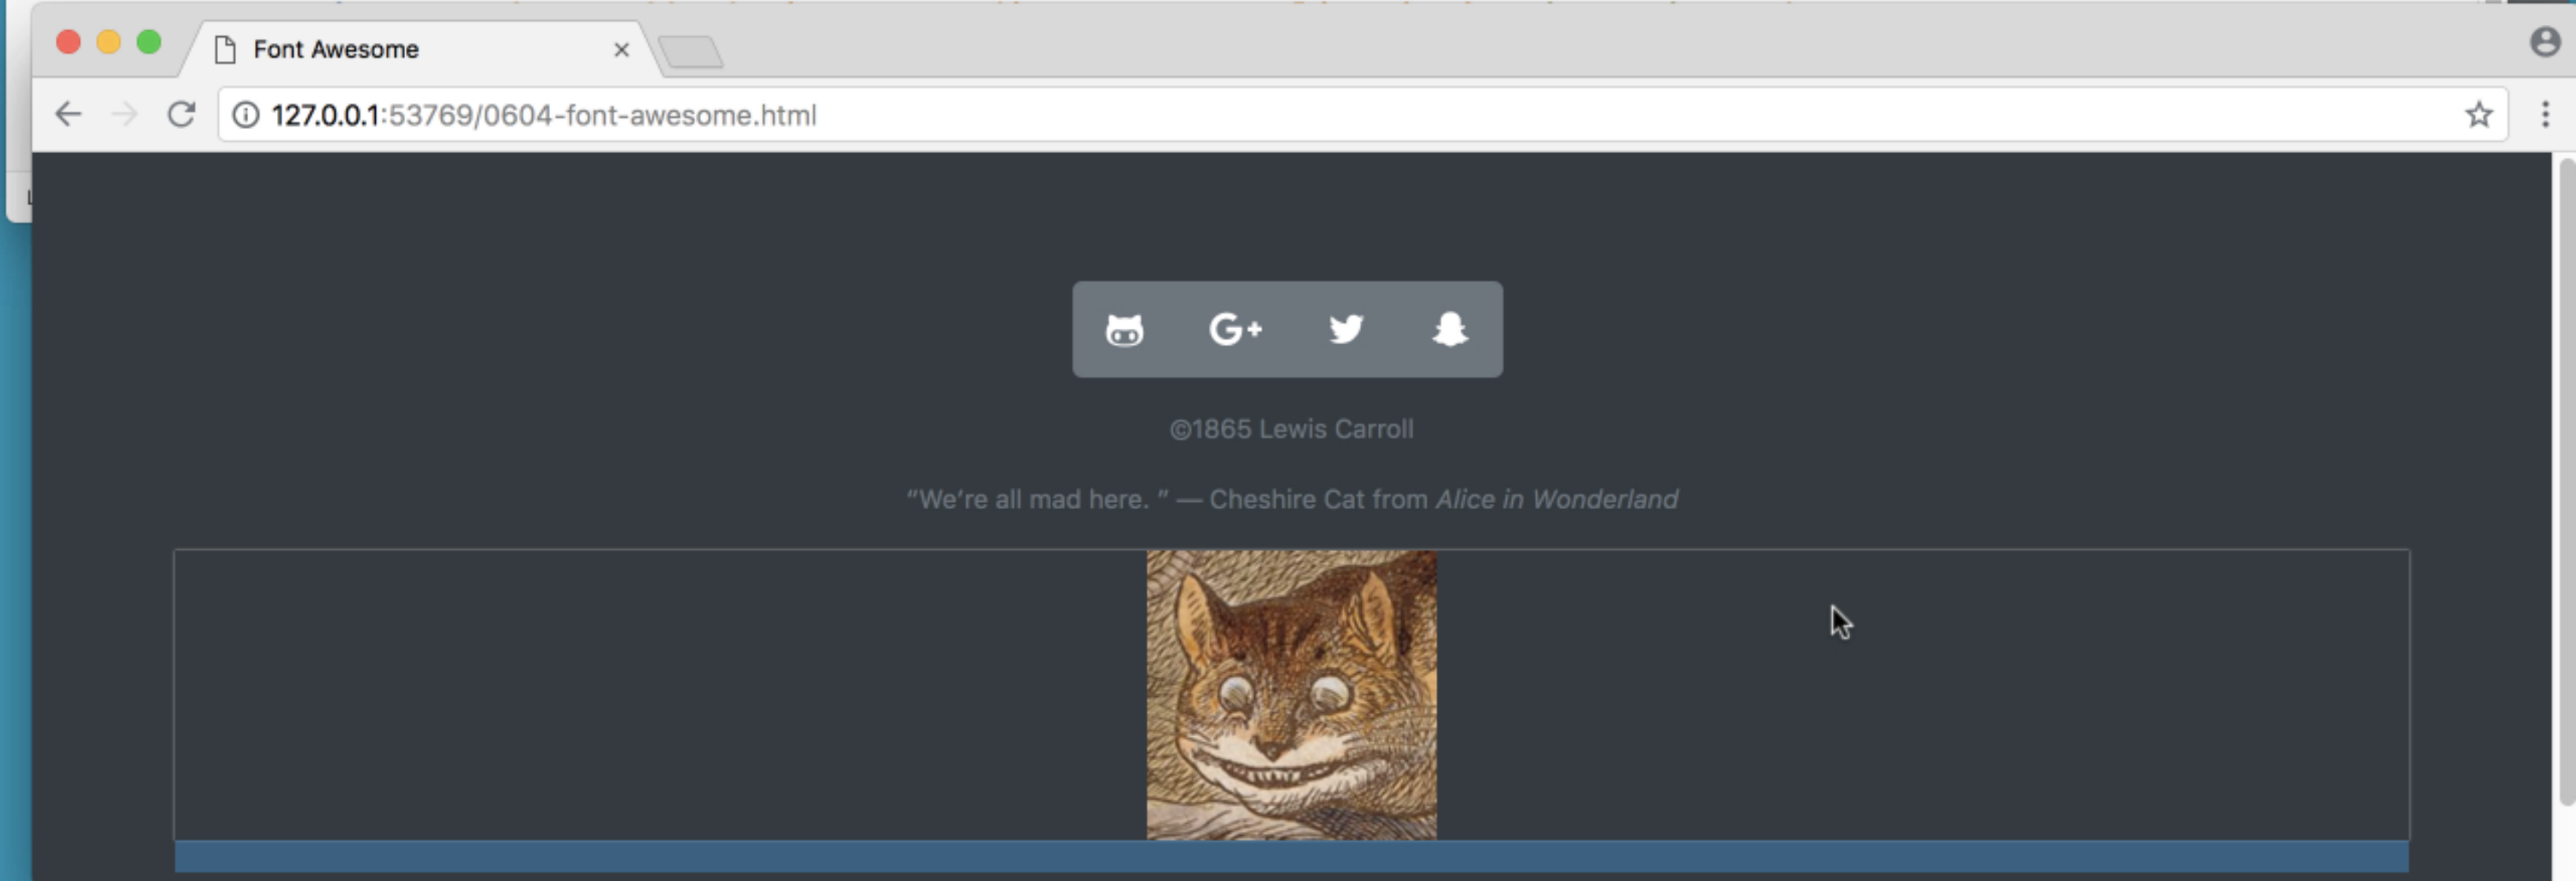 Font Awesome
127.0.0.1:53769/0604-font-awesome.html
L
G+
©1865 Lewis Carroll
“We’re all mad here. ” — Cheshire Cat from Alice in Wonderland